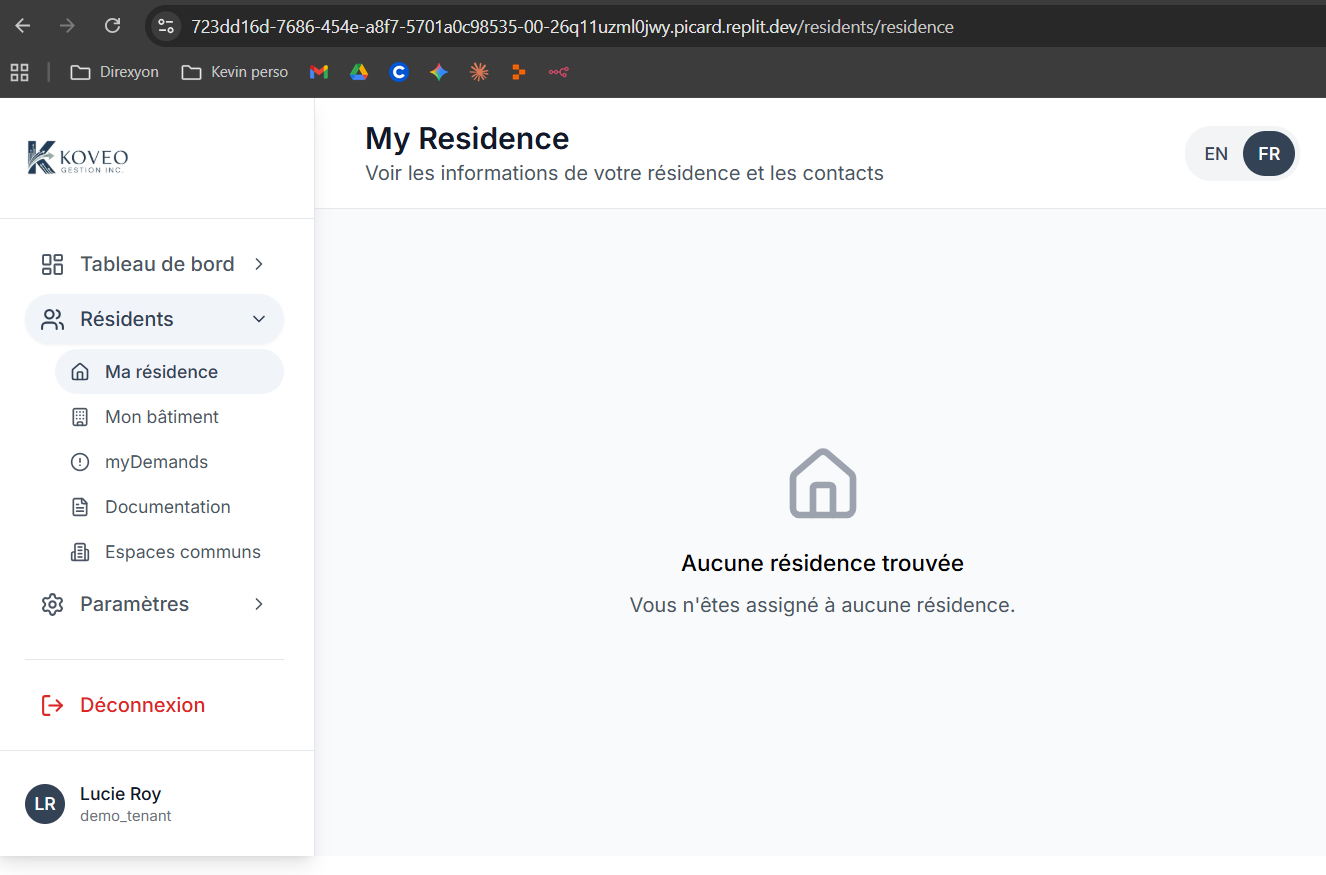 723dd16d-7686-454e-a8f7-5701a0c98535-00-26q11uzml0jwy.picard.replit.dev/residents/residence
Direxyon
Kevin perso
KOVEO
GESTION INC.
My Residence
Voir les informations de votre résidence et les contacts
EN
FR
Tableau de bord
Résidents
Ma résidence
Mon bâtiment
myDemands
Documentation
Espaces communs
Paramètres
Déconnexion
LR
Lucie Roy
demo_tenant
Aucune résidence trouvée
Vous n'êtes assigné à aucune résidence.